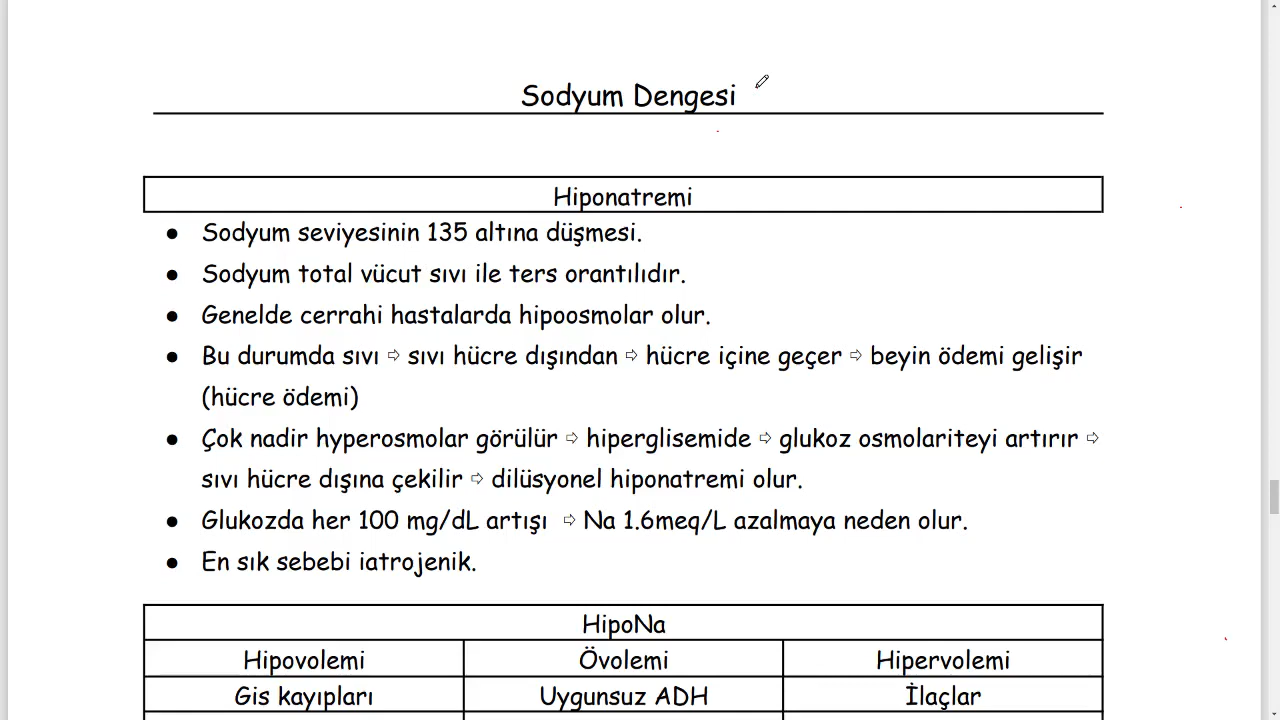 Sodyum Dengesi
Hiponatremi
● Sodyum seviyesinin 135 altına düşmesi.
● Sodyum total vücut sıvı ile ters orantılıdır.
● Genelde cerrahi hastalarda hipoosmolar olur.
● Bu durumda sıvı ⇨ sıvı hücre dışından ⇨ hücre içine geçer ⇨ beyin ödemi gelişir
(hücre ödemi)
● Çok nadir hyperosmolar görülür ⇨ hiperglisemide ⇨ glukoz osmolariteyi artırır ⇨
sıvı hücre dışına çekilir ⇨ dilüsyonel hiponatremi olur.
● Glukozda her 100 mg/dL artışı ⇨ Na 1.6meq/L azalmaya neden olur.
● En sık sebebi iatrojenik.
HipoNa
Hipovolemi Övolemi Hipervolemi
Gis kayıpları Uygunsuz ADH İlaçlar